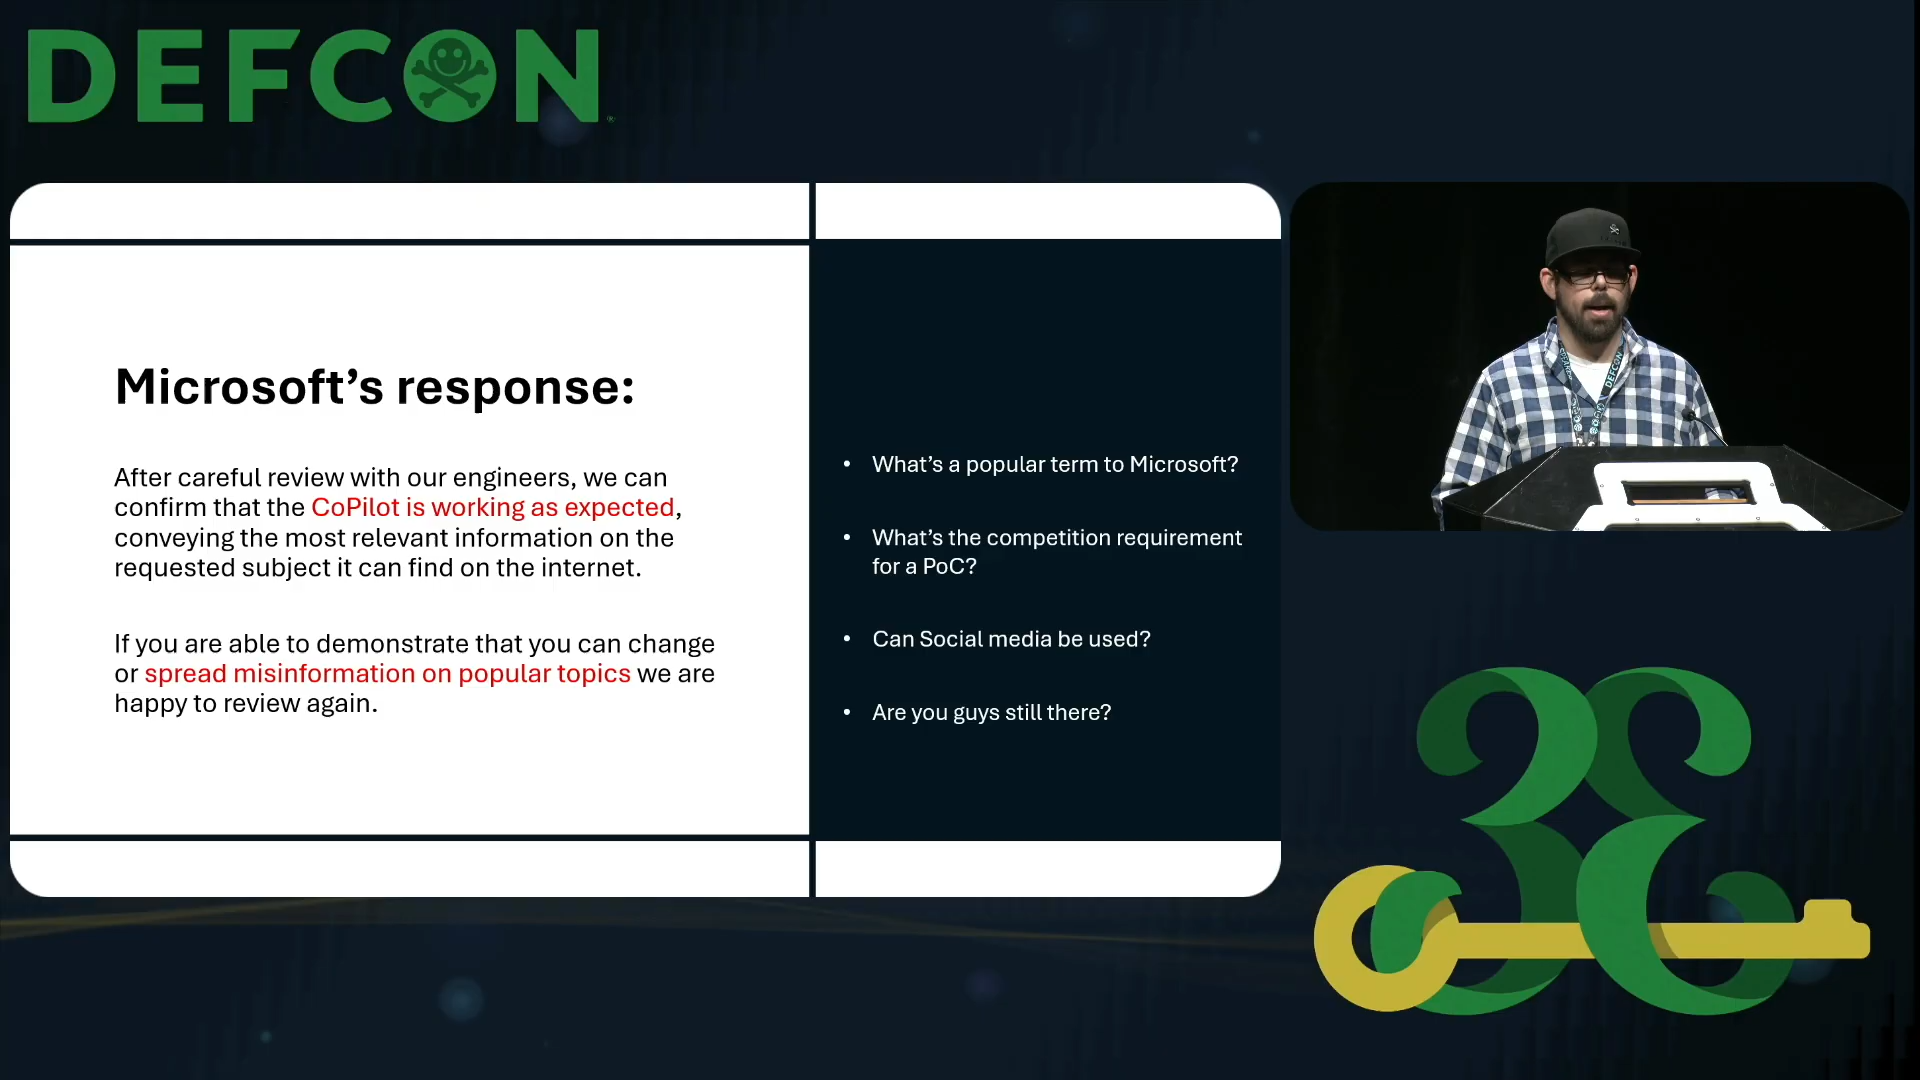 DEFCON
®
Microsoft’s response:
After careful review with our engineers, we can
confirm that the CoPilot is working as expected,
conveying the most relevant information on the
requested subject it can find on the internet.
If you are able to demonstrate that you can change
or spread misinformation on popular topics we are
happy to review again.
• What’s a popular term to Microsoft?
• What’s the competition requirement
for a PoC?
• Can Social media be used?
• Are you guys still there?
DEFCON